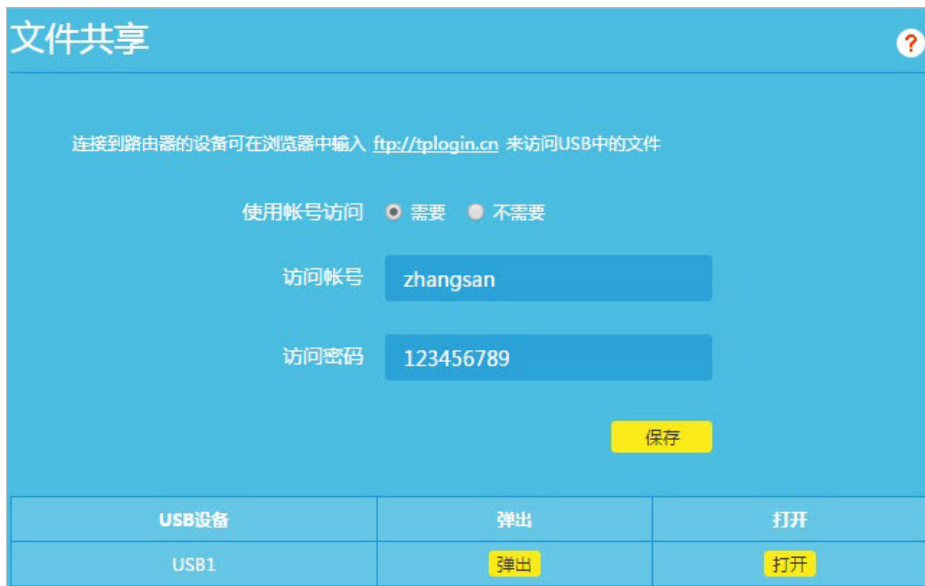 文件共享
?
连接到路由器的设备可在浏览器中输入 ftp://tplogin.cn 来访问USB中的文件
使用帐号访问 需要 不需要
访问帐号 zhangsan
访问密码 123456789
保存
USB设备 弹出 打开
USB1 弹出 打开